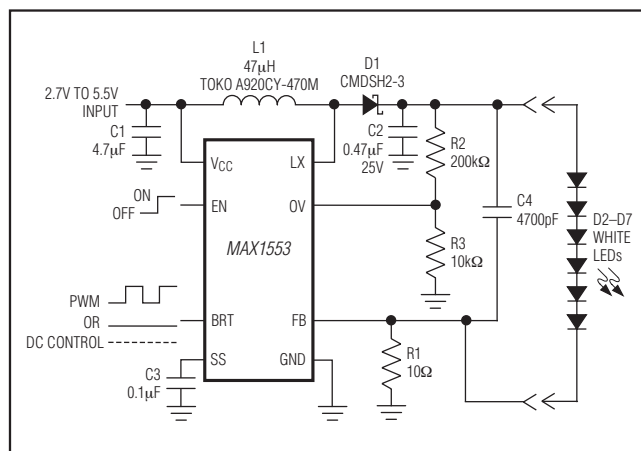 L1
47μH
TOKO A920CY-470M
D1
CMDSH2-3
2.7V TO 5.5V
INPUT
C1
4.7μF
C2
0.47μF
25V
R2
200kΩ
C4
4700pF
D2–D7
WHITE
LEDs
VCC
LX
ON
OFF
EN
OV
MAX1553
R3
10kΩ
PWM
OR
DC CONTROL
BRT
FB
SS
GND
C3
0.1μF
R1
10Ω